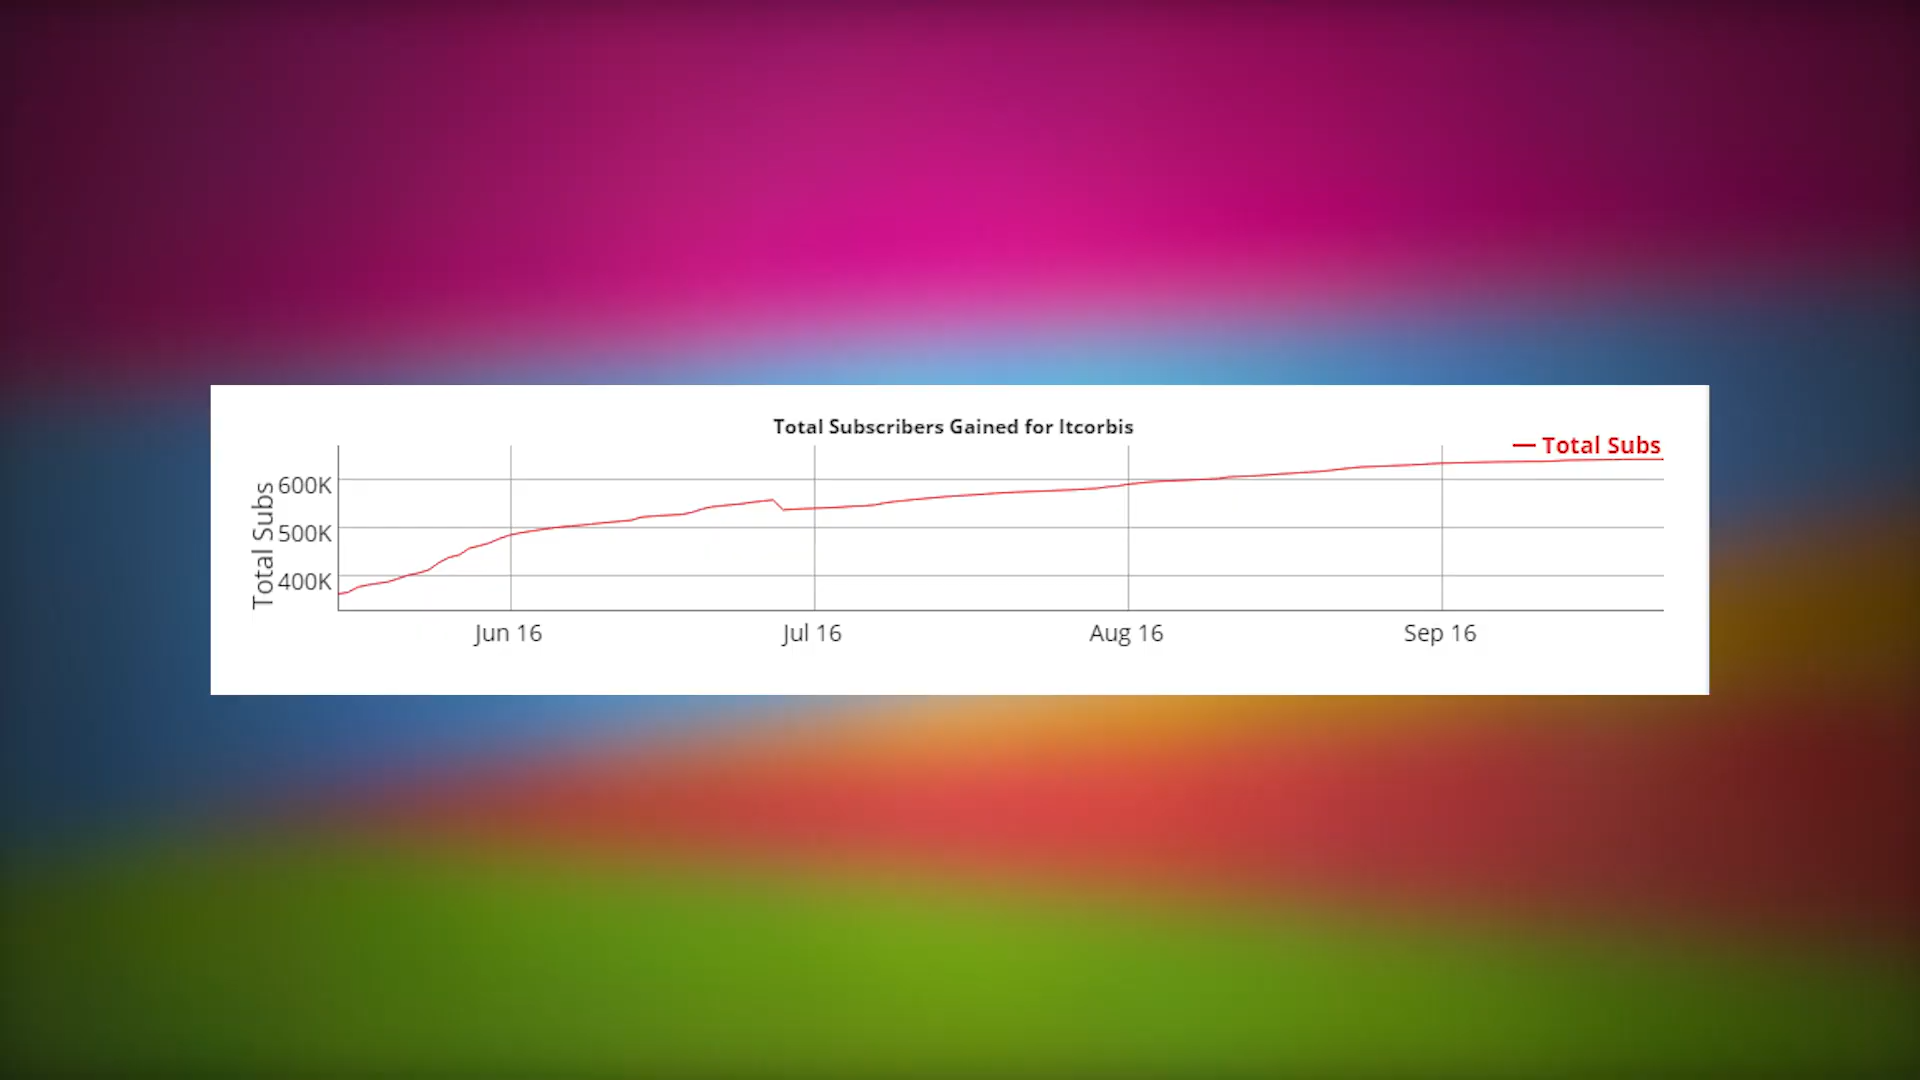 Total Subscribers Gained for ltcorbis
Total Subs
Total Subs
600K
500K
400K
Jun 16
Jul 16
Aug 16
Sep 16